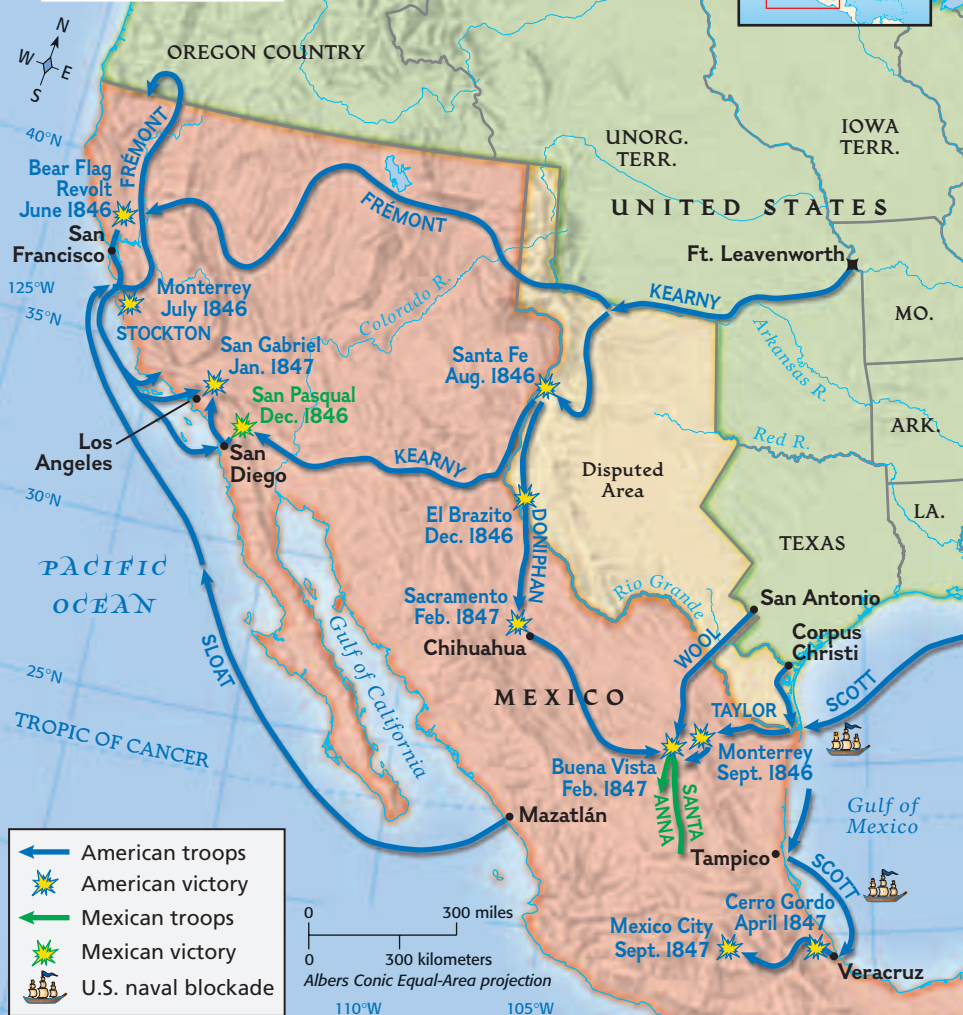 N
W
E
S
OREGON COUNTRY
40°N
FRÉMONT
UNORG.
TERR.
IOWA
TERR.
Bear Flag
Revolt
June 1846
FRÉMONT
UNITED STATES
San
Francisco
Ft. Leavenworth
125°W
35°N
Monterrey
July 1846
STOCKTON
Colorado R.
KEARNY
Arkansas R.
MO.
San Gabriel
Jan. 1847
Santa Fe
Aug. 1846
San Pasqual
Dec. 1846
ARK.
Los
Angeles
San
Diego
KEARNY
Disputed
Area
Red R.
30°N
El Brazito
Dec. 1846
DONIPHAN
LA.
TEXAS
PACIFIC
OCEAN
Sacramento
Feb. 1847
Chihuahua
Rio Grande
San Antonio
Corpus
Christi
SLOAT
Gulf of California
WOOL
25°N
MEXICO
TAYLOR
SCOTT
TROPIC OF CANCER
Buena Vista
Feb. 1847
Monterrey
Sept. 1846
SANTA
ANNA
Mazatlán
Gulf of
Mexico
Tampico
SCOTT
American troops
American victory
Mexican troops
Mexican victory
U.S. naval blockade
0 300 miles
0 300 kilometers
Albers Conic Equal-Area projection
Mexico City
Sept. 1847
Cerro Gordo
April 1847
Veracruz
110°W
105°W